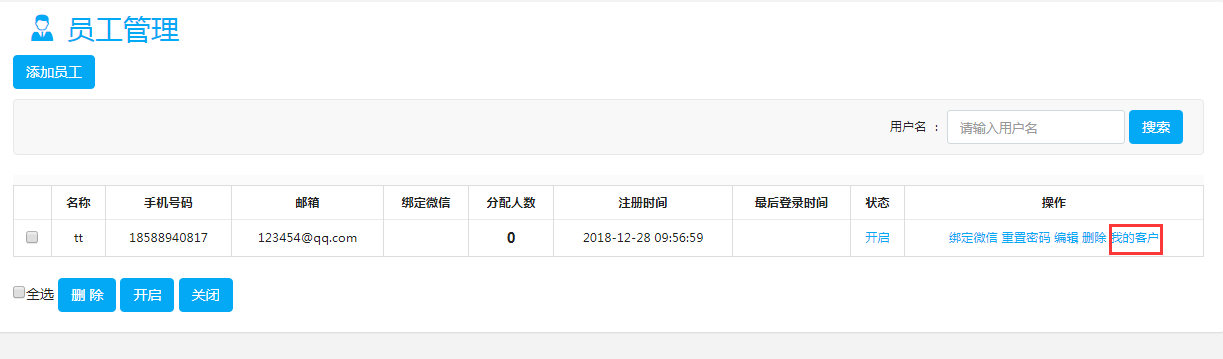 员工管理
添加员工
用户名 : 请输入用户名 搜索
名称 手机号码 邮箱 绑定微信 分配人数 注册时间 最后登录时间 状态 操作
tt 18588940817 123454@qq.com 0 2018-12-28 09:56:59 开启 绑定微信 重置密码 编辑 删除 我的客户
全选 删 除 开启 关闭